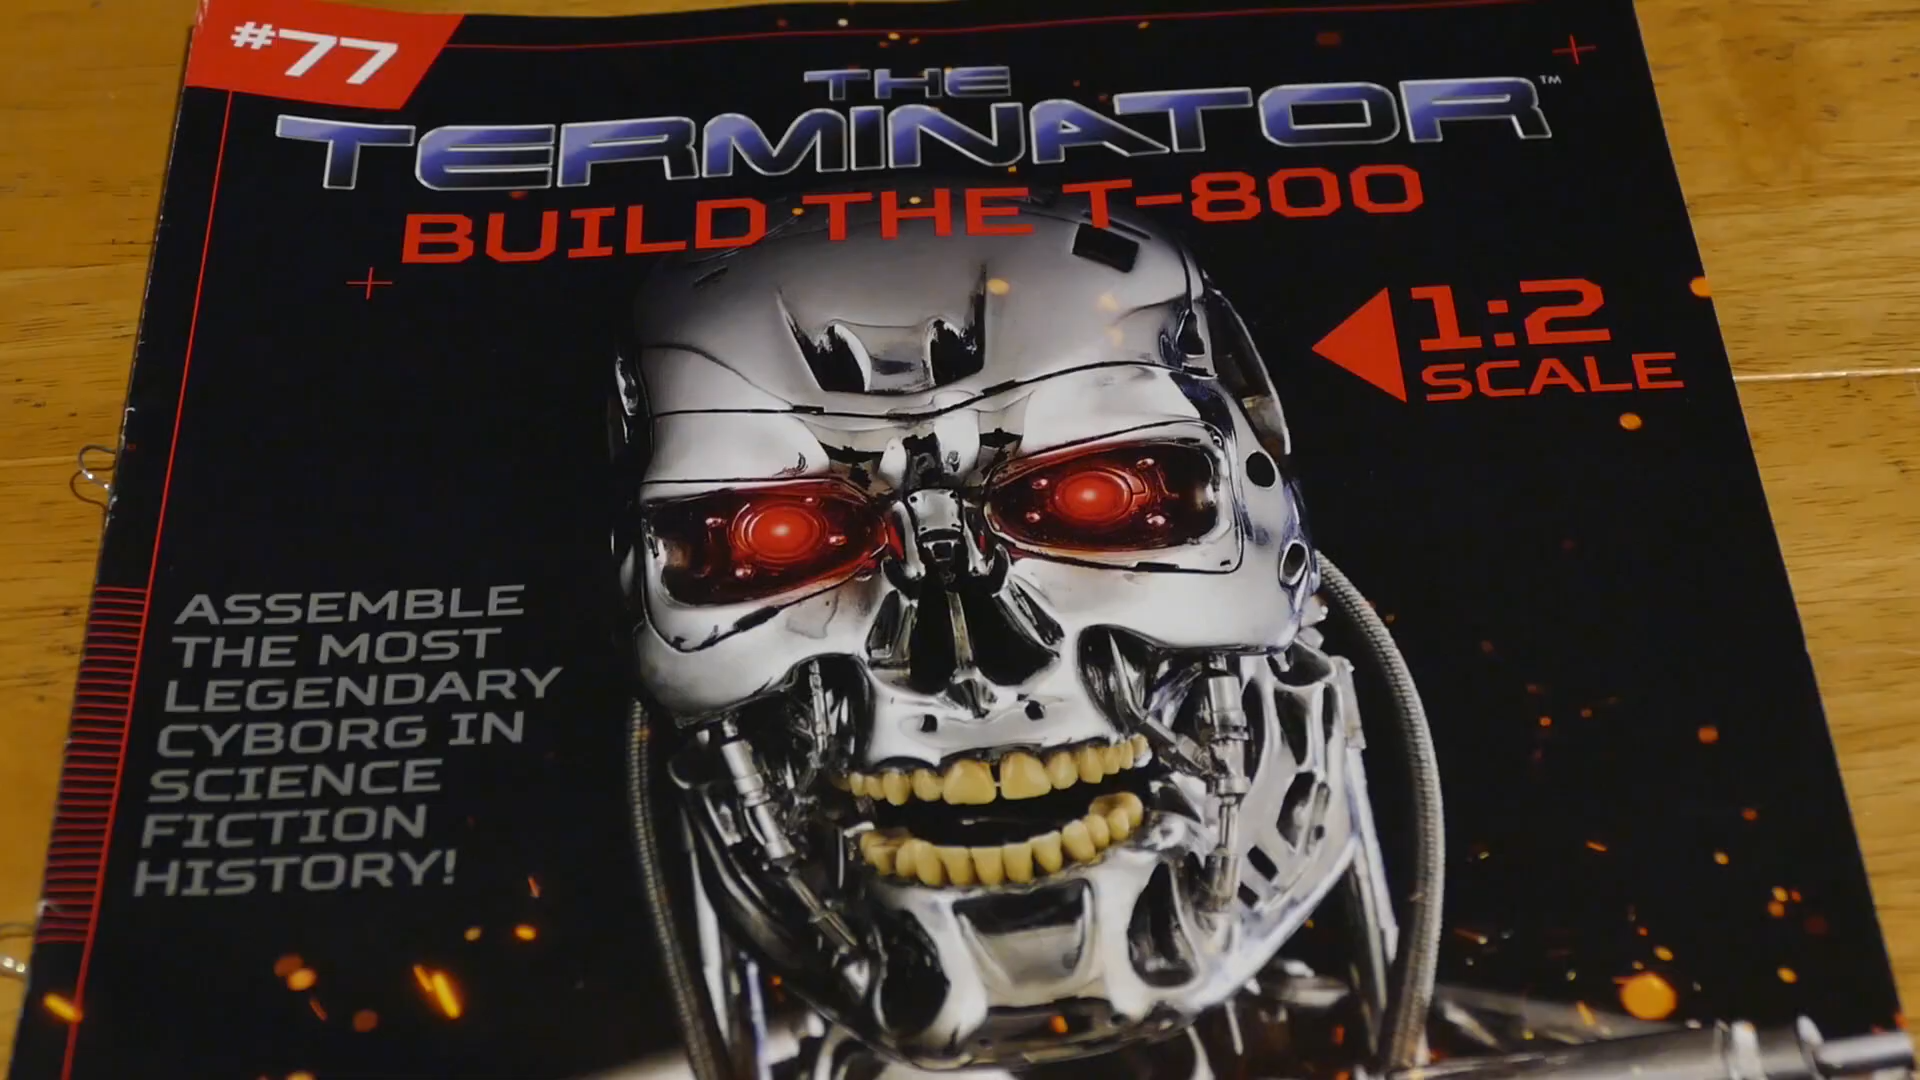 #77
THE
TERMINATOR™
BUILD THE T-800
1:2
SCALE
ASSEMBLE
THE MOST
LEGENDARY
CYBORG IN
SCIENCE
FICTION
HISTORY!